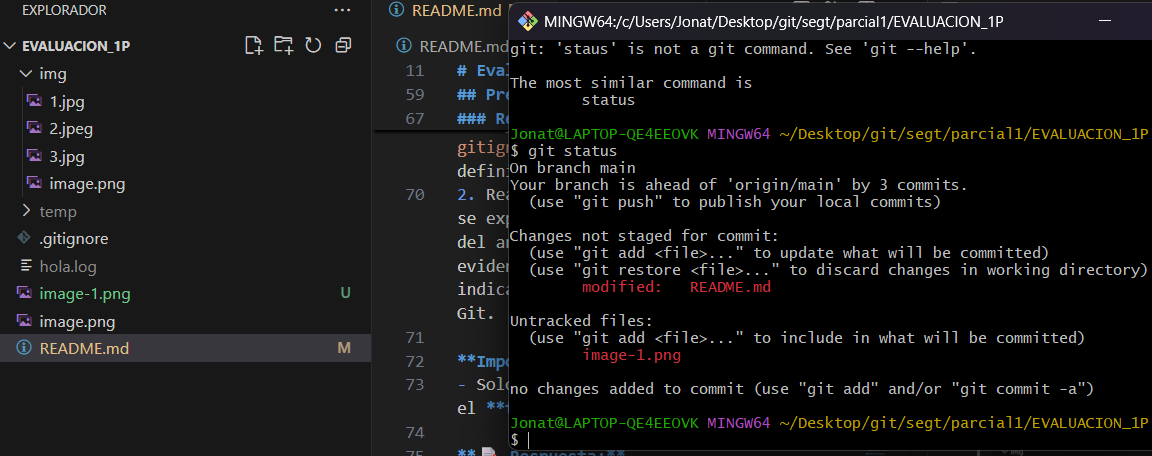 EXPLORADOR
EVALUACION_1P
img
1.jpg
2.jpeg
3.jpg
image.png
temp
.gitignore
hola.log
image-1.png U
image.png
README.md M
README.md
README.md
11 # Eval
59 ## Pre
67 ### Re
gitign
defini
70 2. Rea
se exp
del an
eviden
indica
Git.
71
72 **Impo
73 - Solo
el **
74
75
MINGW64:/c/Users/Jonat/Desktop/git/segt/parcial1/EVALUACION_1P
git: 'staus' is not a git command. See 'git --help'.
The most similar command is
status
Jonat@LAPTOP-QE4EEOVK MINGW64 ~/Desktop/git/segt/parcial1/EVALUACION_1P
$ git status
On branch main
Your branch is ahead of 'origin/main' by 3 commits.
(use "git push" to publish your local commits)
Changes not staged for commit:
(use "git add <file>..." to update what will be committed)
(use "git restore <file>..." to discard changes in working directory)
modified: README.md
Untracked files:
(use "git add <file>..." to include in what will be committed)
image-1.png
no changes added to commit (use "git add" and/or "git commit -a")
Jonat@LAPTOP-QE4EEOVK MINGW64 ~/Desktop/git/segt/parcial1/EVALUACION_1P
$